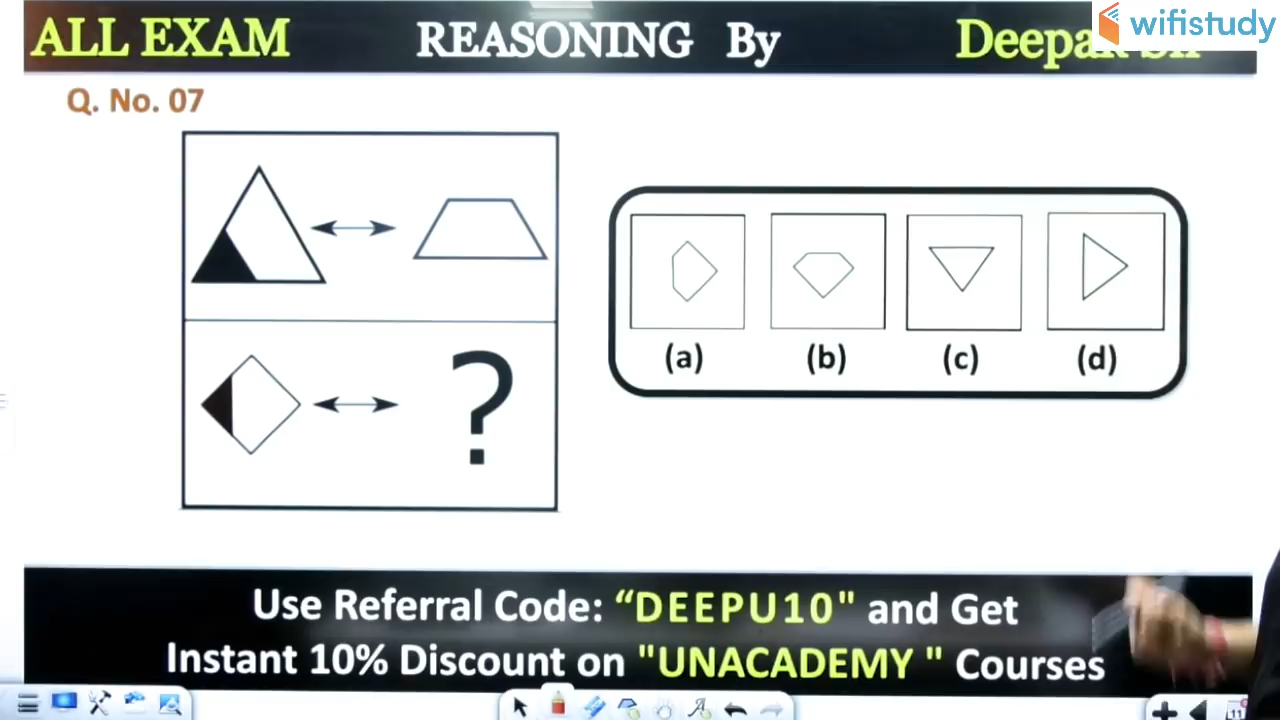 ALL EXAM REASONING By
wifistudy
Q. No. 07
?
(a) (b) (c) (d)
Use Referral Code: “DEEPU10" and Get
Instant 10% Discount on "UNACADEMY " Courses